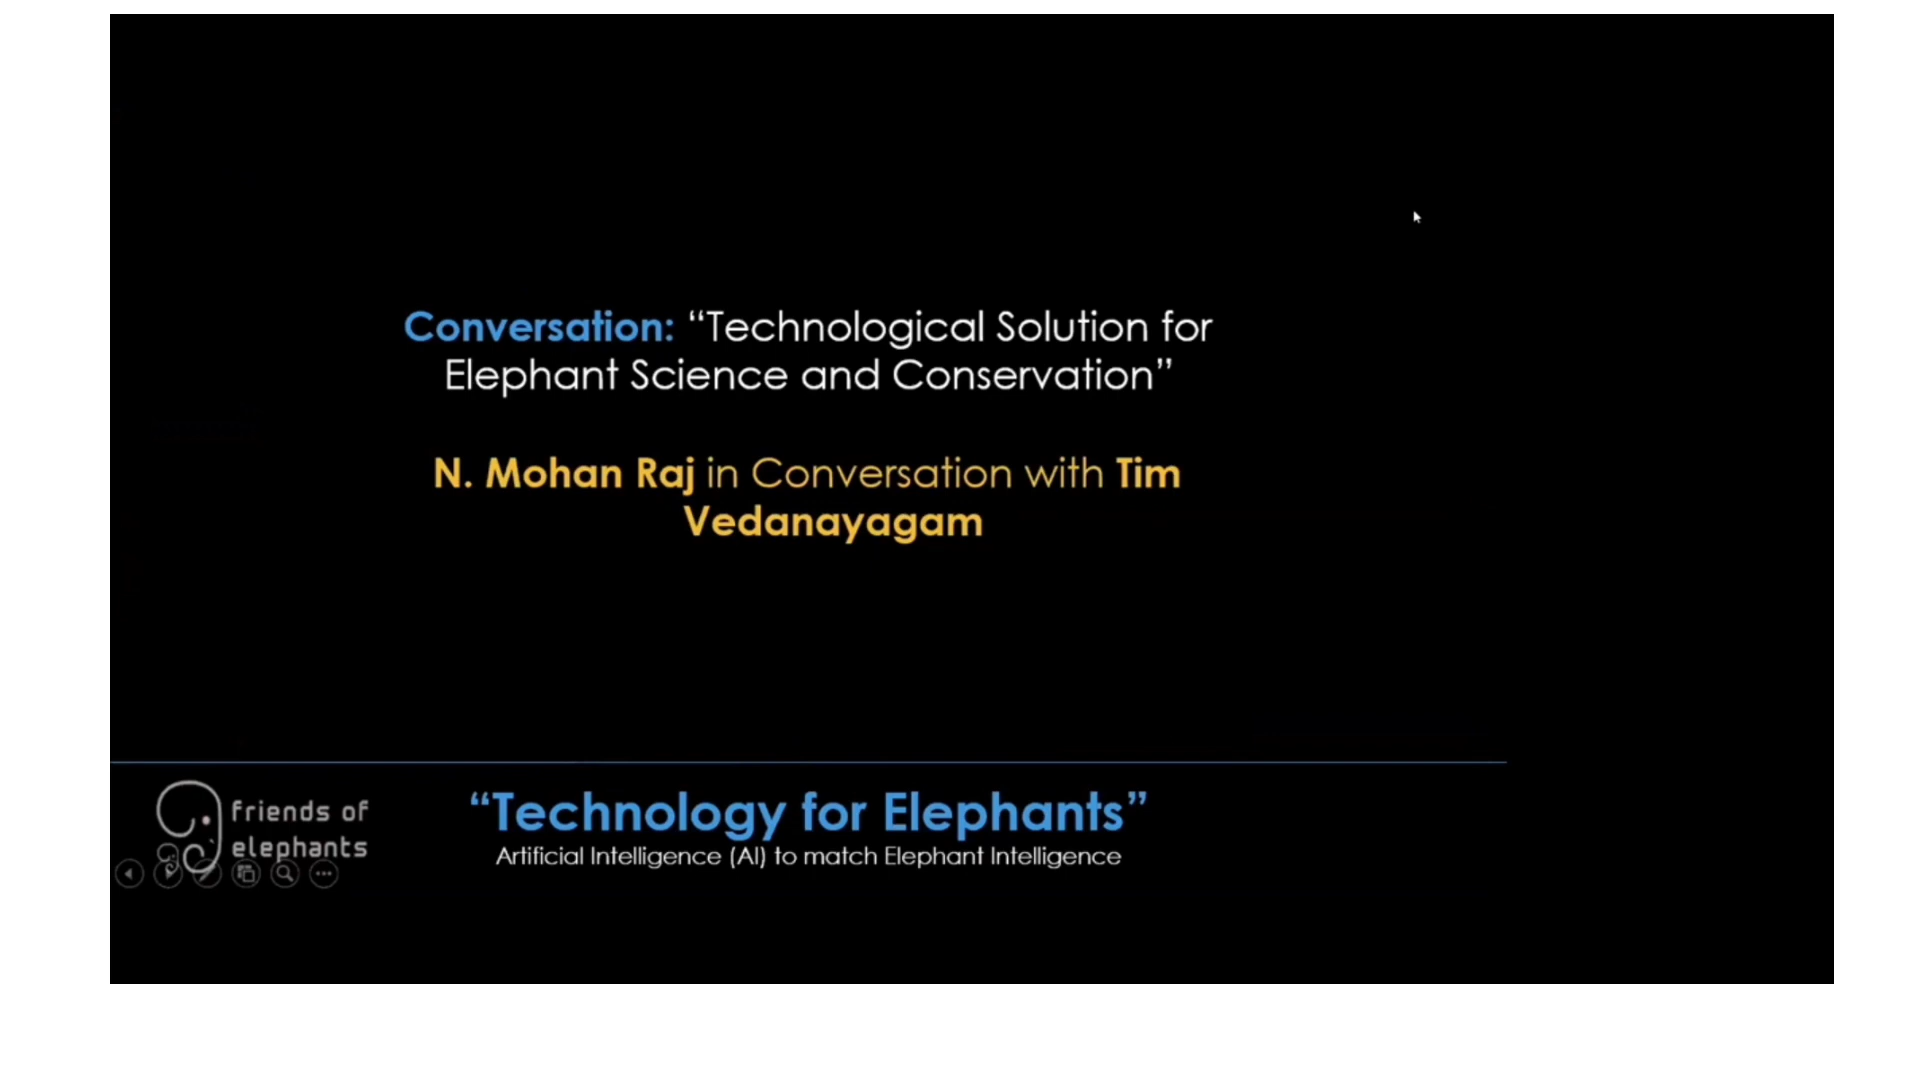 Conversation: “Technological Solution for
Elephant Science and Conservation”
N. Mohan Raj in Conversation with Tim
Vedanayagam
friends of
elephants
“Technology for Elephants”
Artificial Intelligence (AI) to match Elephant Intelligence